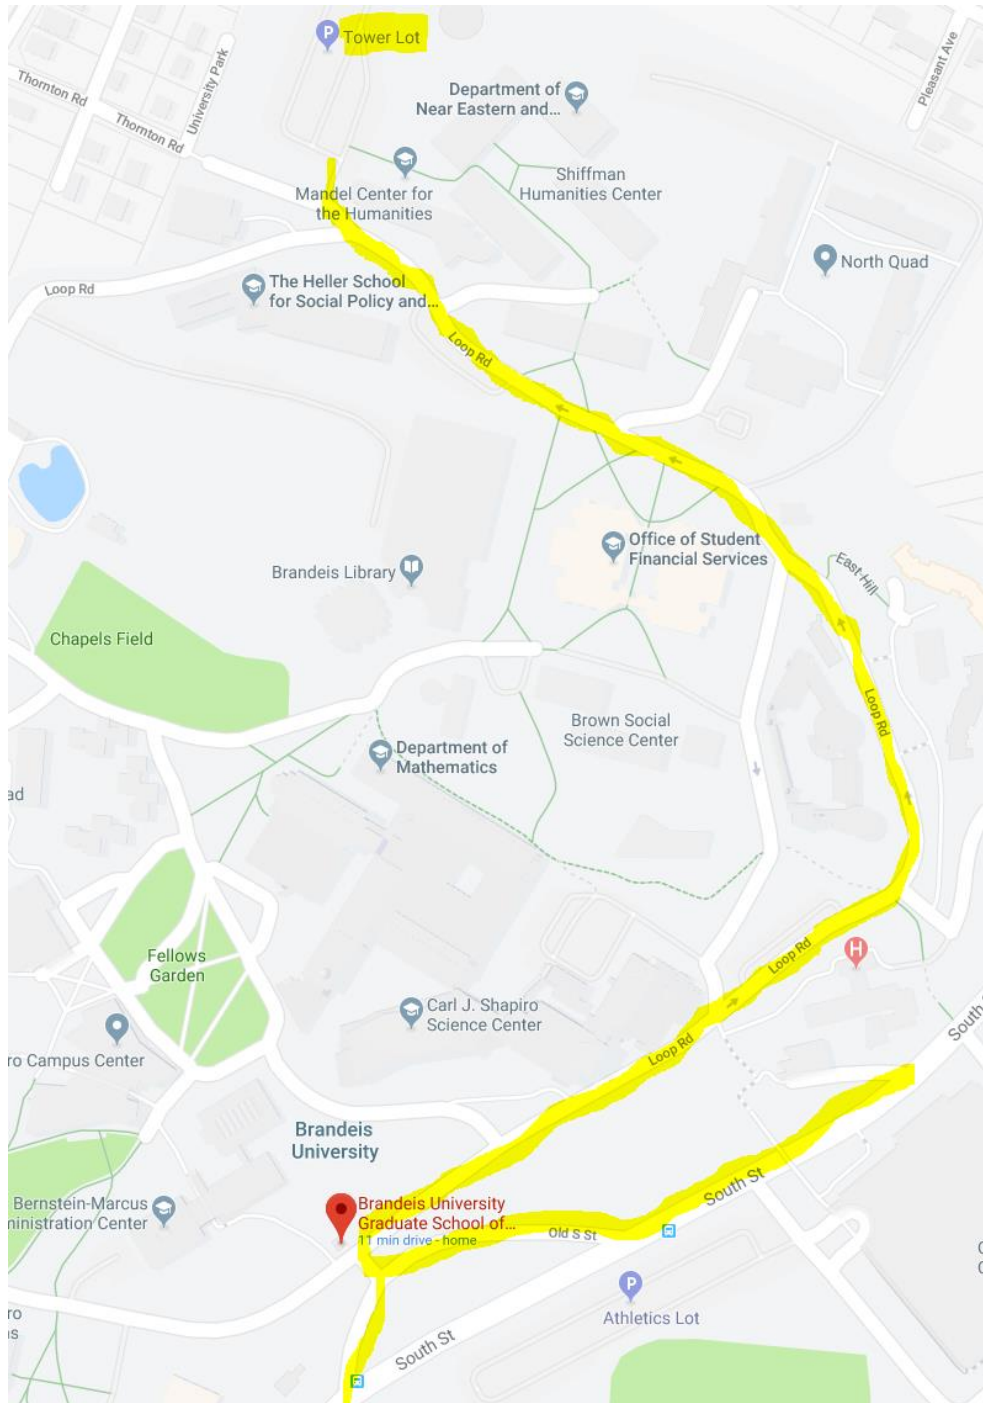 P
Tower Lot
Pleasant Ave
Thornton Rd
University Park
Thornton Rd
Department of
Near Eastern and...
Shiffman
Humanities Center
Mandel Center for
the Humanities
North Quad
The Heller School
for Social Policy and...
Loop Rd
Loop Rd
Office of Student
Financial Services
East Hill
Brandeis Library
Chapels Field
Loop Rd
Brown Social
Science Center
Department of
Mathematics
ad
Fellows
Garden
H
Loop Rd
Carl J. Shapiro
Science Center
South
Loop Rd
ro Campus Center
Brandeis
University
South St
Bernstein-Marcus
ministration Center
Brandeis University
Graduate School of...
11 min drive - home
Old S St
P
Athletics Lot
South St
ro
ns
C
C